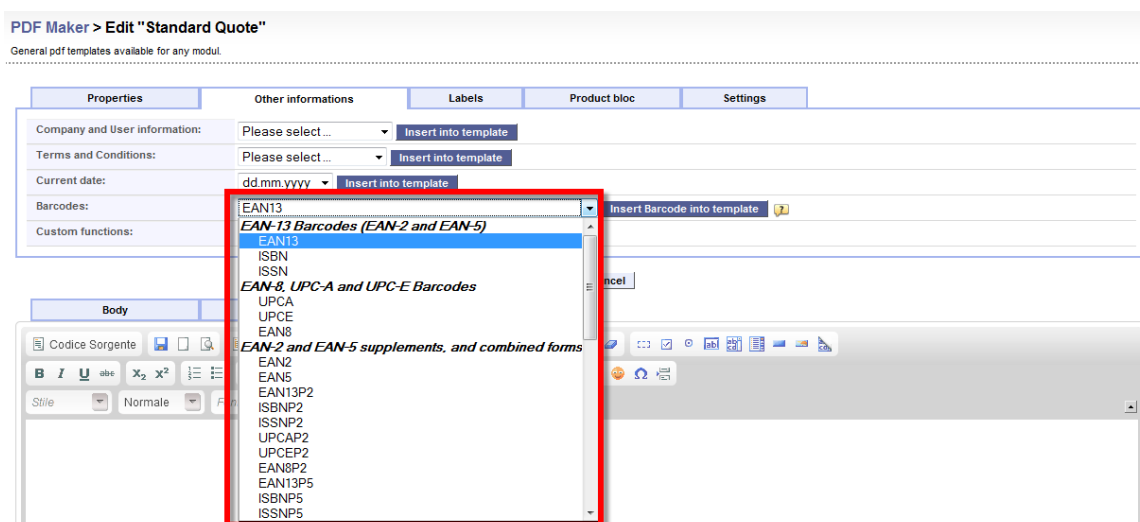 PDF Maker > Edit "Standard Quote"
General pdf templates available for any modul.
Properties Other informations Labels Product bloc Settings
Company and User information: Please select ... Insert into template
Terms and Conditions: Please select ... Insert into template
Current date: dd.mm.yyyy Insert into template
Barcodes: EAN13 Insert Barcode into template ?
Custom functions:
EAN-13 Barcodes (EAN-2 and EAN-5)
EAN13
ISBN
ISSN
EAN-8, UPC-A and UPC-E Barcodes
UPCA
UPCE
EAN8
EAN-2 and EAN-5 supplements, and combined forms
EAN2
EAN5
EAN13P2
ISBNP2
ISSNP2
UPCAP2
UPCEP2
EAN8P2
EAN13P5
ISBNP5
ISSNP5
Body
Codice Sorgente
B I U abc X₂ X² Ω
Stile Normale